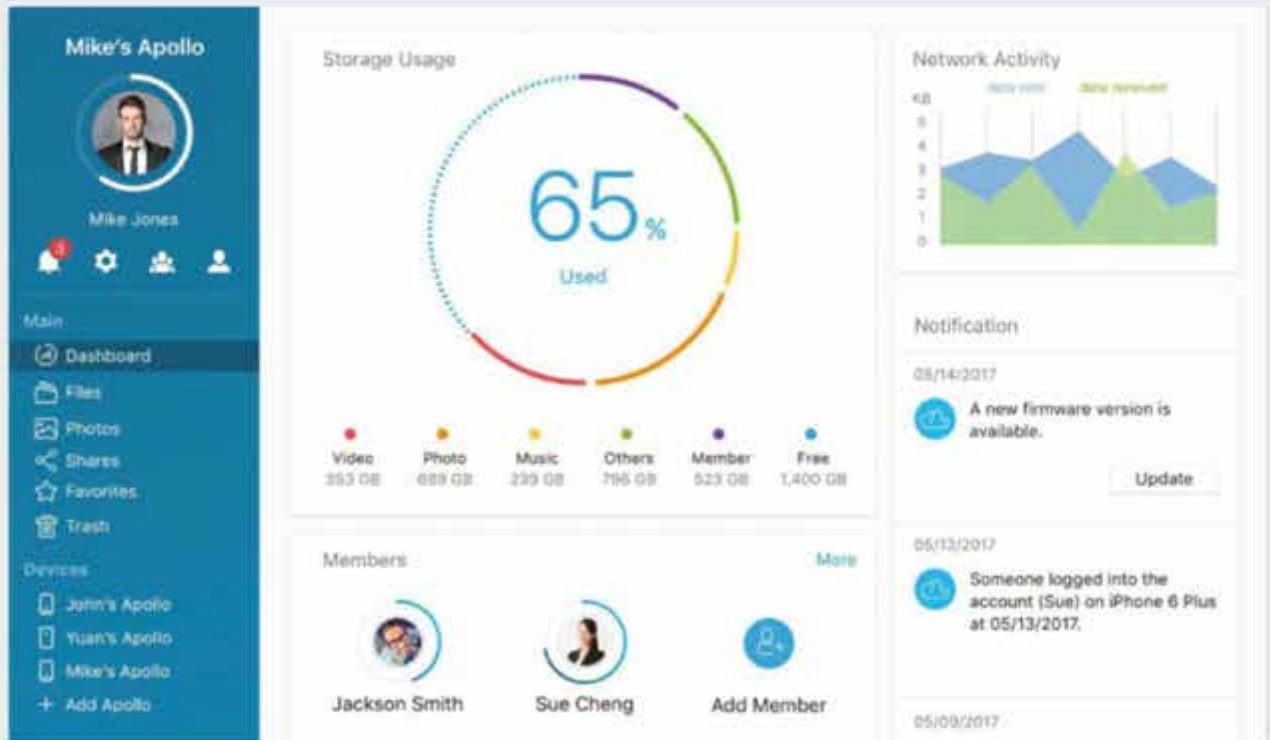 Mike's Apollo
Mike Jones
3
Main
Dashboard
Files
Photos
Shares
Favorites
Trash
Devices
John's Apollo
Yuan's Apollo
Mike's Apollo
+ Add Apollo
Storage Usage
65%
Used
Video
353 GB
Photo
689 GB
Music
239 GB
Others
796 GB
Member
523 GB
Free
1,400 GB
Members
More
Jackson Smith
Sue Cheng
Add Member
Network Activity
data sent
data received
KB
5
4
3
2
1
0
Notification
05/14/2017
A new firmware version is
available.
Update
05/13/2017
Someone logged into the
account (Sue) on iPhone 6 Plus
at 05/13/2017.
05/09/2017